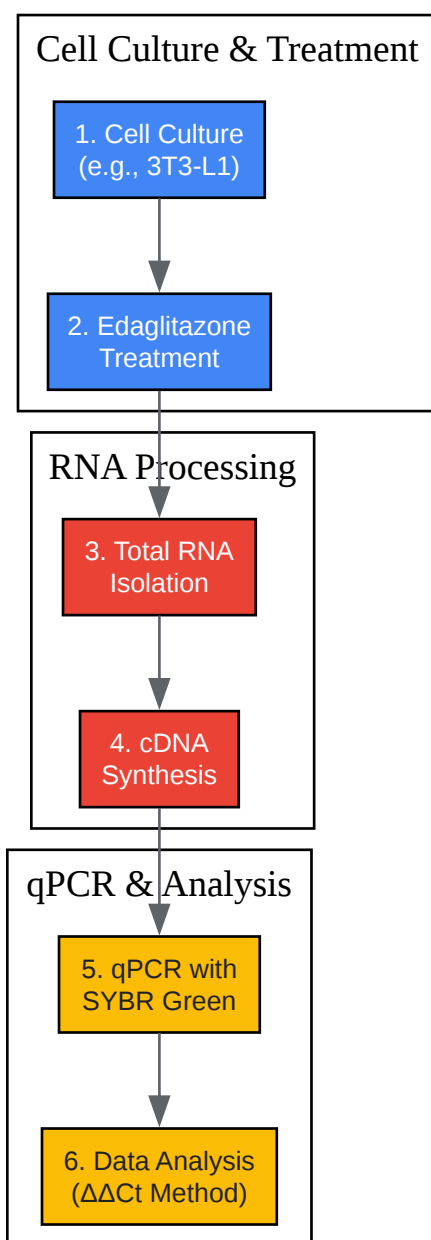 Cell Culture & Treatment
1. Cell Culture
(e.g., 3T3-L1)
2. Edaglitazone
Treatment
RNA Processing
3. Total RNA
Isolation
4. cDNA
Synthesis
qPCR & Analysis
5. qPCR with
SYBR Green
6. Data Analysis
(ΔΔCt Method)